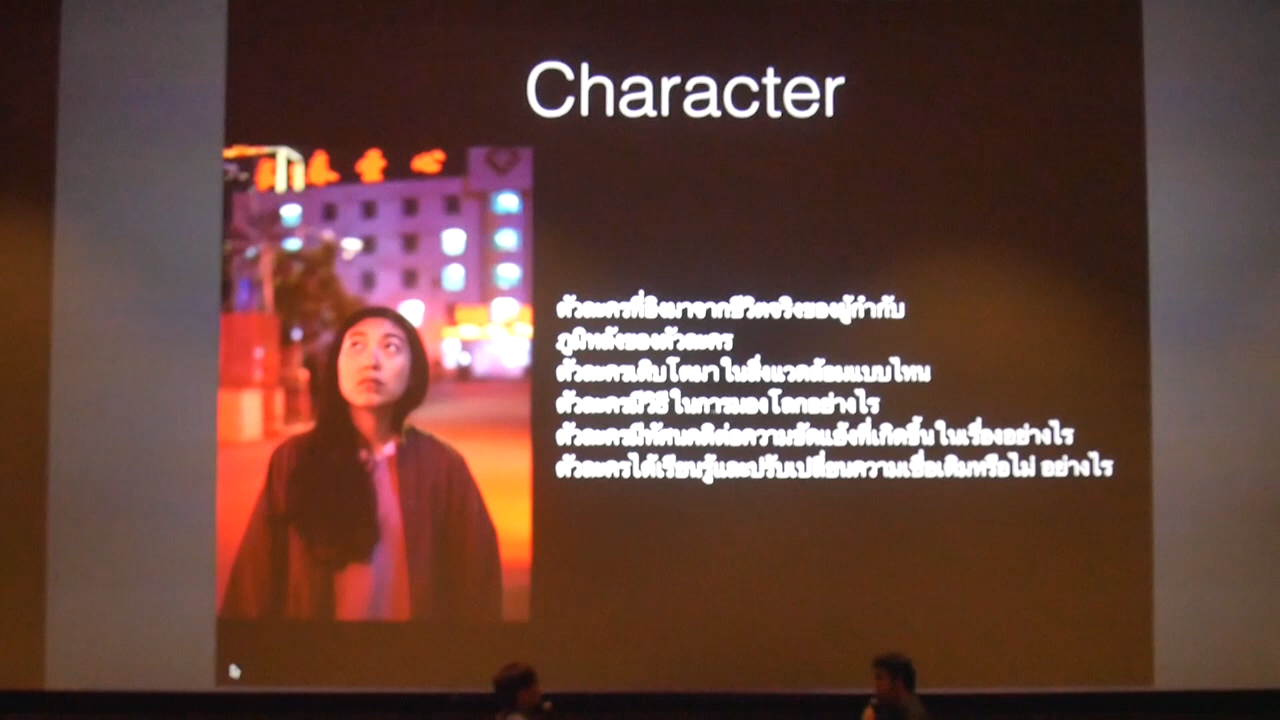 Character
ตัวละครที่อิงมาจากชีวิตจริงของผู้กำกับ
ภูมิหลังของตัวละคร
ตัวละครเติบโตมา ในสิ่งแวดล้อมแบบไหน
ตัวละครมีวิธี ในการมองโลกอย่างไร
ตัวละครมีทัศนคติต่อความขัดแย้งที่เกิดขึ้น ในเรื่องอย่างไร
ตัวละครได้เรียนรู้และปรับเปลี่ยนความเชื่อเดิมหรือไม่ อย่างไร